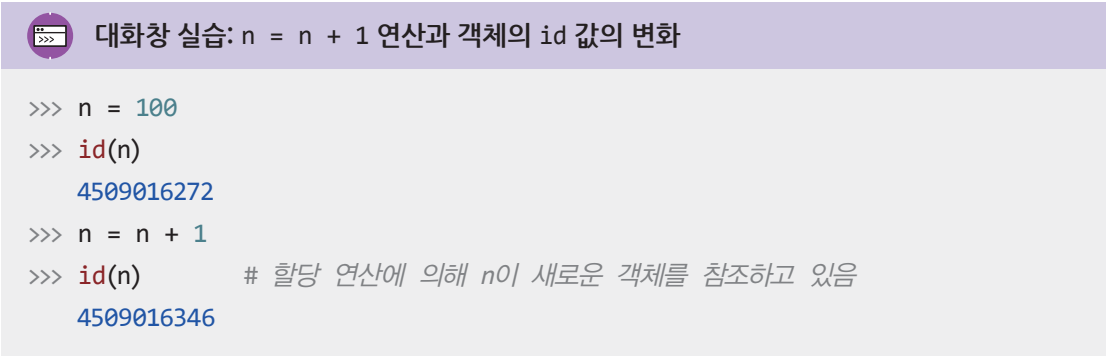 대화창 실습: n = n + 1 연산과 객체의 id 값의 변화
>>> n = 100
>>> id(n)
4509016272
>>> n = n + 1
>>> id(n) # 할당 연산에 의해 n이 새로운 객체를 참조하고 있음
4509016346